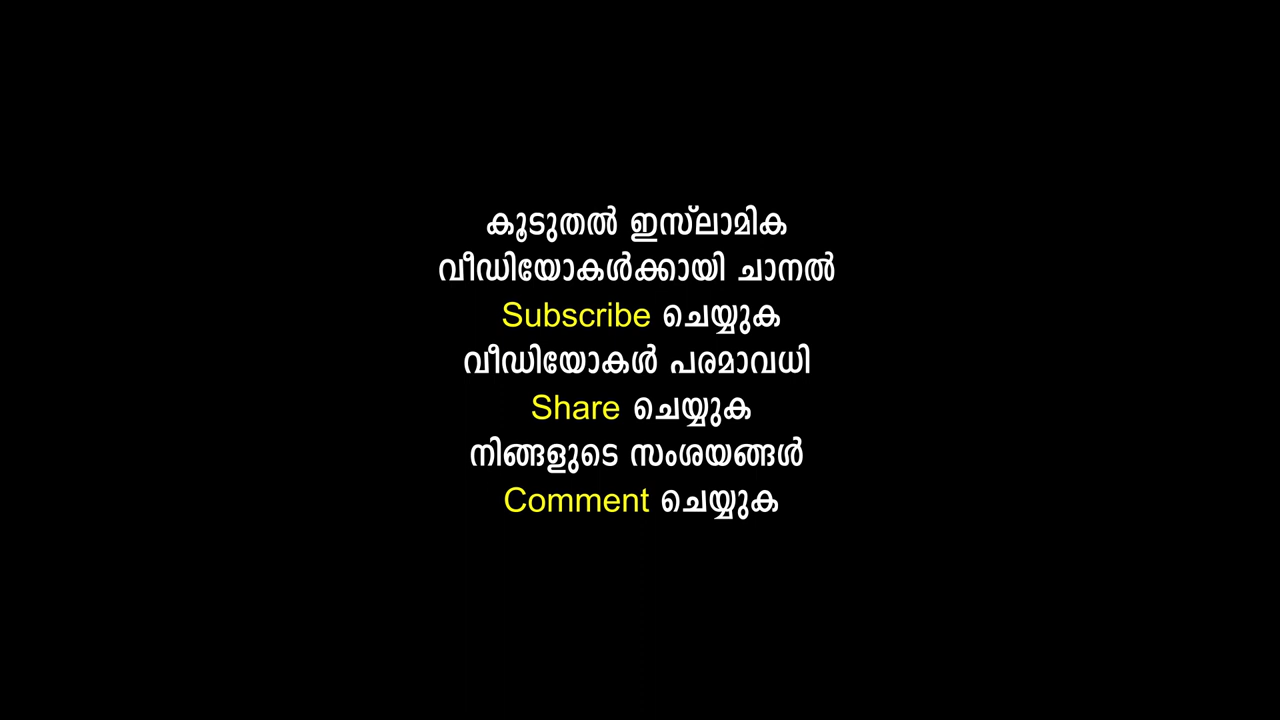 കൂടുതൽ ഇസ്‌ലാമിക
വീഡിയോകൾക്കായി ചാനൽ
Subscribe ചെയ്യുക
വീഡിയോകൾ പരമാവധി
Share ചെയ്യുക
നിങ്ങളുടെ സംശയങ്ങൾ
Comment ചെയ്യുക